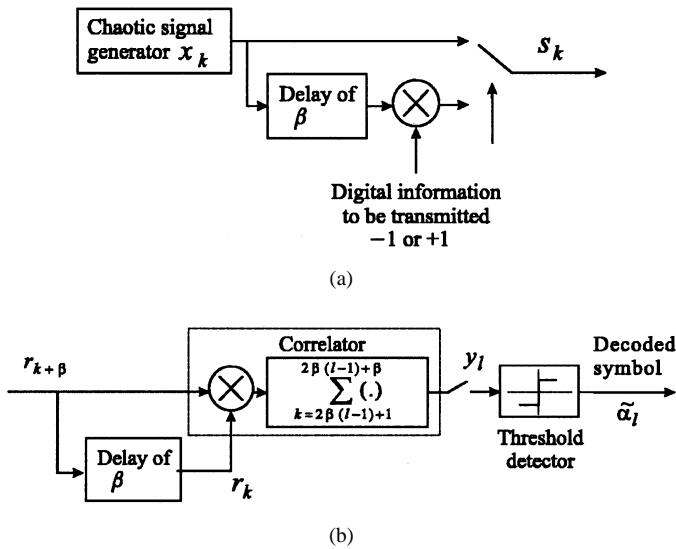 Chaotic signal
generator x_k
s_k
Delay of
β
Digital information
to be transmitted
−1 or +1
(a)
r_{k+β}
Correlator
2β (l−1)+β
∑ (.)
k=2β (l−1)+1
y_l
Decoded
symbol
α̃_l
Threshold
detector
Delay of
β
r_k
(b)